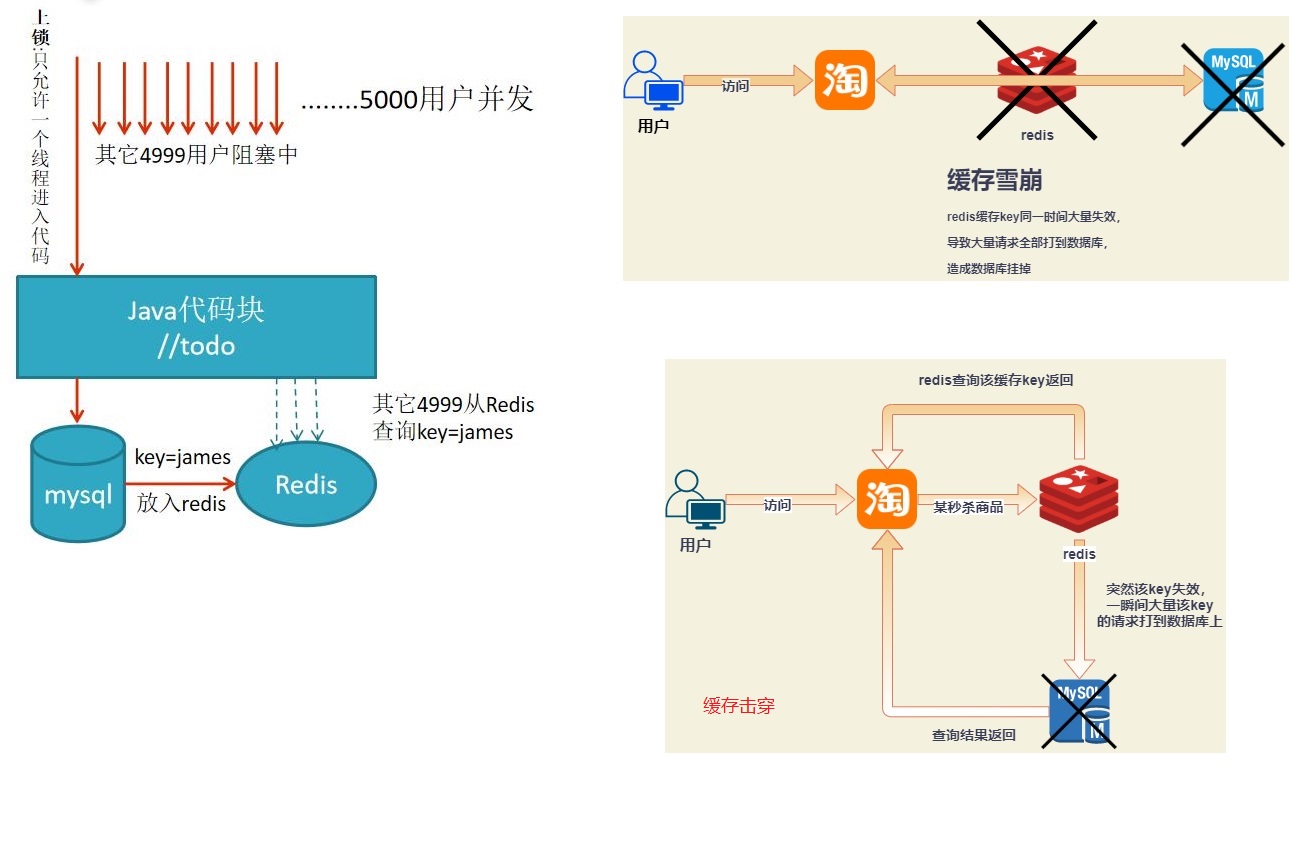 上锁:只允许一个线程进入代码
........5000用户并发
其它4999用户阻塞中
Java代码块
//todo
其它4999从Redis
查询key=james
key=james
mysql
放入redis
Redis
访问
淘
MySQL
M
用户
redis
缓存雪崩
redis缓存key同一时间大量失效,
导致大量请求全部打到数据库,
造成数据库挂掉
redis查询该缓存key返回
访问
淘
某秒杀商品
用户
redis
突然该key失效,
一瞬间大量该key
的请求打到数据库上
MySQL
M
缓存击穿
查询结果返回